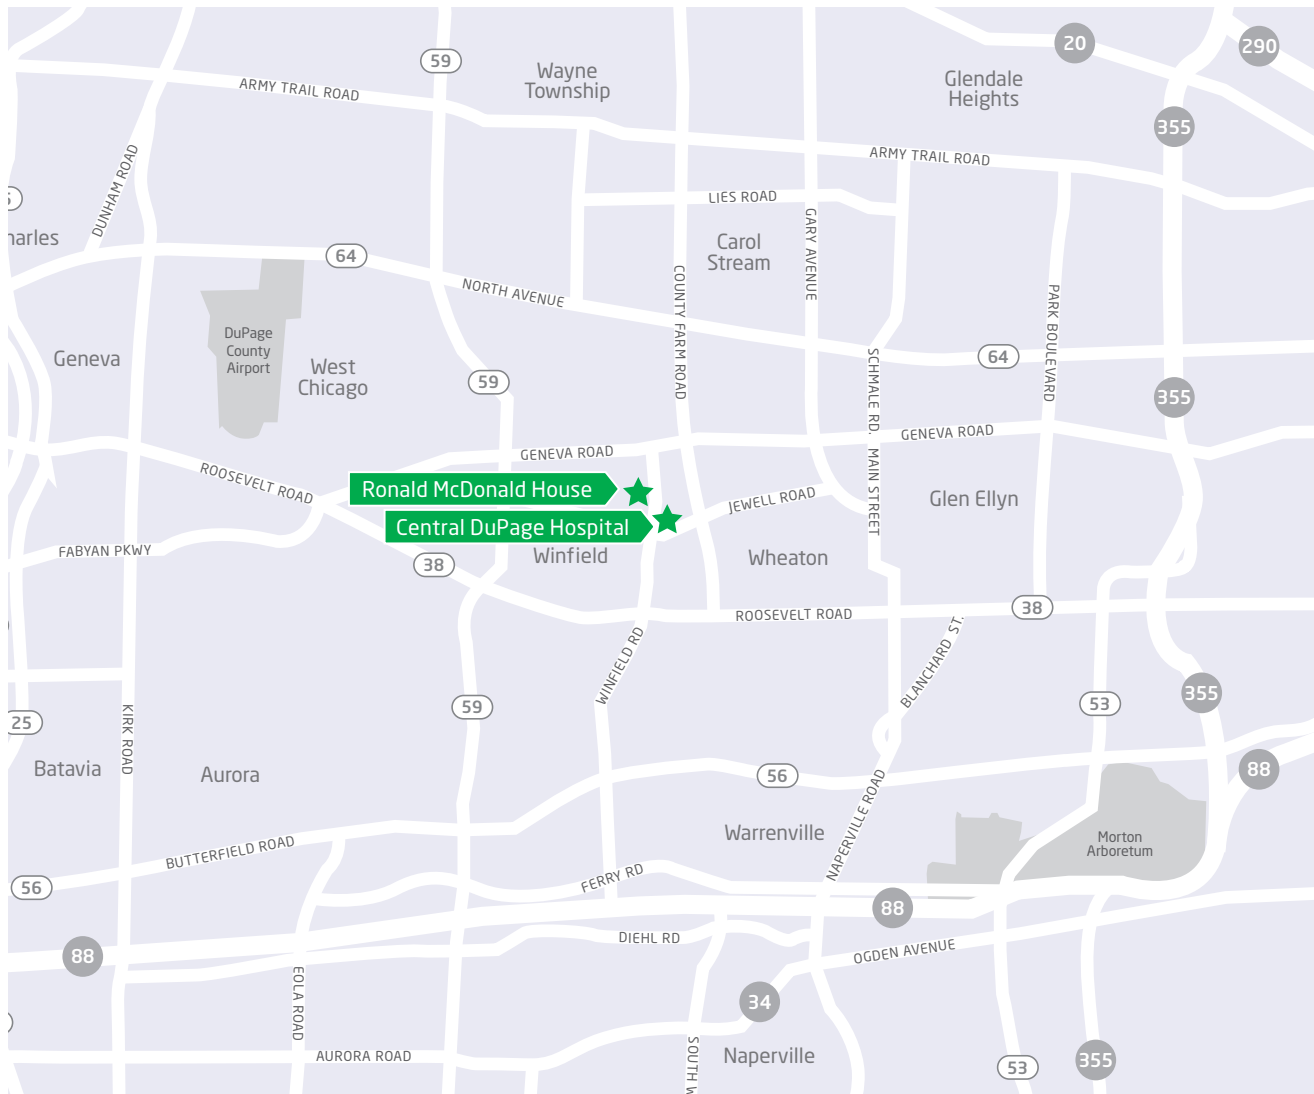 59
20
290
Wayne
Township
Glendale
Heights
ARMY TRAIL ROAD
355
ARMY TRAIL ROAD
DUNHAM ROAD
LIES ROAD
harles
64
Carol
Stream
GARY AVENUE
NORTH AVENUE
COUNTY FARM ROAD
PARK BOULEVARD
DuPage
County
Airport
Geneva
West
Chicago
59
SCHMALE RD.
64
355
GENEVA ROAD
GENEVA ROAD
ROOSEVELT ROAD
Ronald McDonald House
JEWELL ROAD
MAIN STREET
Glen Ellyn
Central DuPage Hospital
FABYAN PKWY
38
Winfield
Wheaton
ROOSEVELT ROAD
38
WINFIELD RD
BLANCHARD ST.
355
53
59
25
KIRK ROAD
Batavia
Aurora
56
88
NAPERVILLE ROAD
Warrenville
Morton
Arboretum
BUTTERFIELD ROAD
56
FERRY RD
88
DIEHL RD
OGDEN AVENUE
88
EOLA ROAD
34
AURORA ROAD
SOUTH
Naperville
53
355